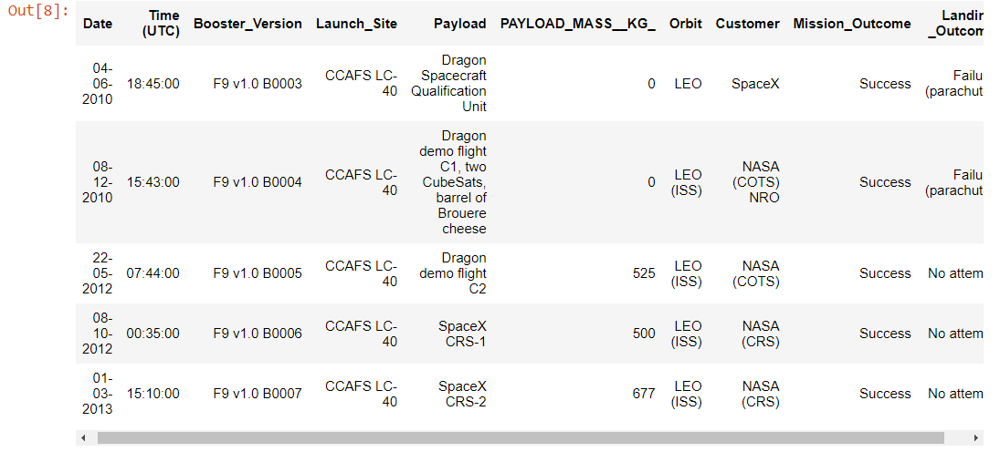 Out[8]:
Date
Time
(UTC)
Booster_Version
Launch_Site
Payload
PAYLOAD_MASS__KG_
Orbit
Customer
Mission_Outcome
Landin
_Outcom
04-
06-
2010
18:45:00
F9 v1.0 B0003
CCAFS LC-
40
Dragon
Spacecraft
Qualification
Unit
0
LEO
SpaceX
Success
Failu
(parachut
08-
12-
2010
15:43:00
F9 v1.0 B0004
CCAFS LC-
40
Dragon
demo flight
C1, two
CubeSats,
barrel of
Brouere
cheese
0
LEO
(ISS)
NASA
(COTS)
NRO
Success
Failu
(parachut
22-
05-
2012
07:44:00
F9 v1.0 B0005
CCAFS LC-
40
Dragon
demo flight
C2
525
LEO
(ISS)
NASA
(COTS)
Success
No attem
08-
10-
2012
00:35:00
F9 v1.0 B0006
CCAFS LC-
40
SpaceX
CRS-1
500
LEO
(ISS)
NASA
(CRS)
Success
No attem
01-
03-
2013
15:10:00
F9 v1.0 B0007
CCAFS LC-
40
SpaceX
CRS-2
677
LEO
(ISS)
NASA
(CRS)
Success
No attem